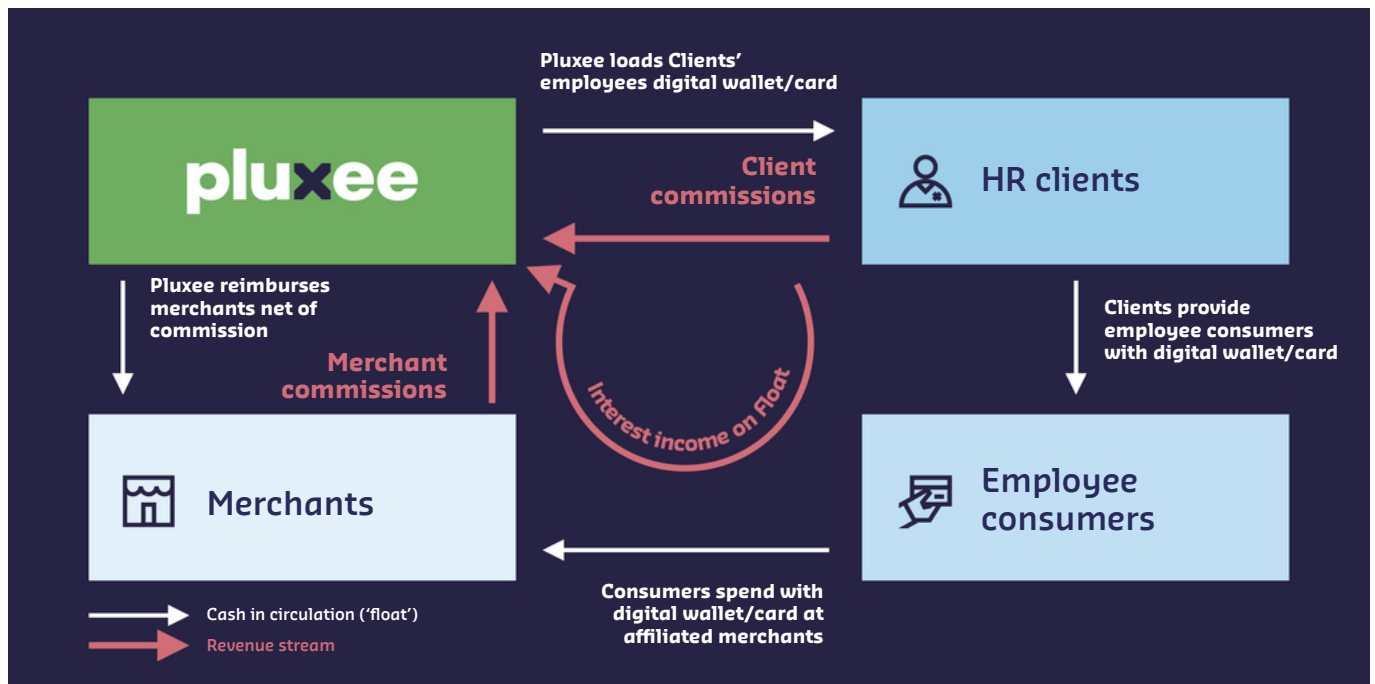 Pluxee loads Clients’
employees digital wallet/card
pluxee
Client
commissions
HR clients
Pluxee reimburses
merchants net of
commission
Merchant
commissions
Interest income on Float
Clients provide
employee consumers
with digital wallet/card
Merchants
Employee
consumers
Consumers spend with
digital wallet/card at
affiliated merchants
Cash in circulation (‘float’)
Revenue stream